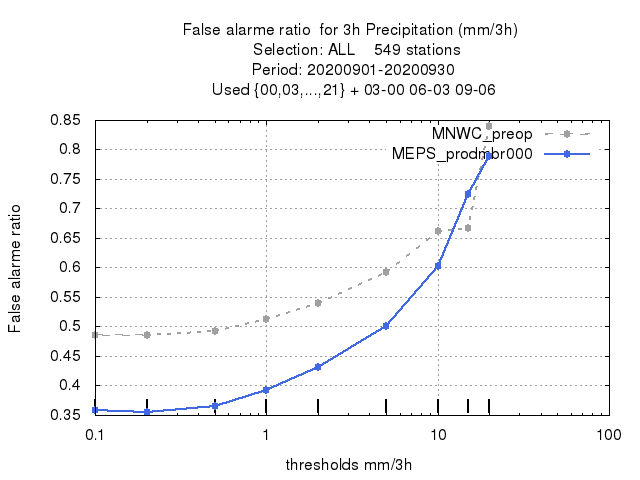 False alarme ratio  for 3h Precipitation (mm/3h)
Selection: ALL    549 stations
Period: 20200901-20200930
Used {00,03,...,21} + 03-00 06-03 09-06
MNWC_preop
MEPS_prodmbr000
False alarme ratio
0.85
0.8
0.75
0.7
0.65
0.6
0.55
0.5
0.45
0.4
0.35
0.1
1
10
100
thresholds mm/3h